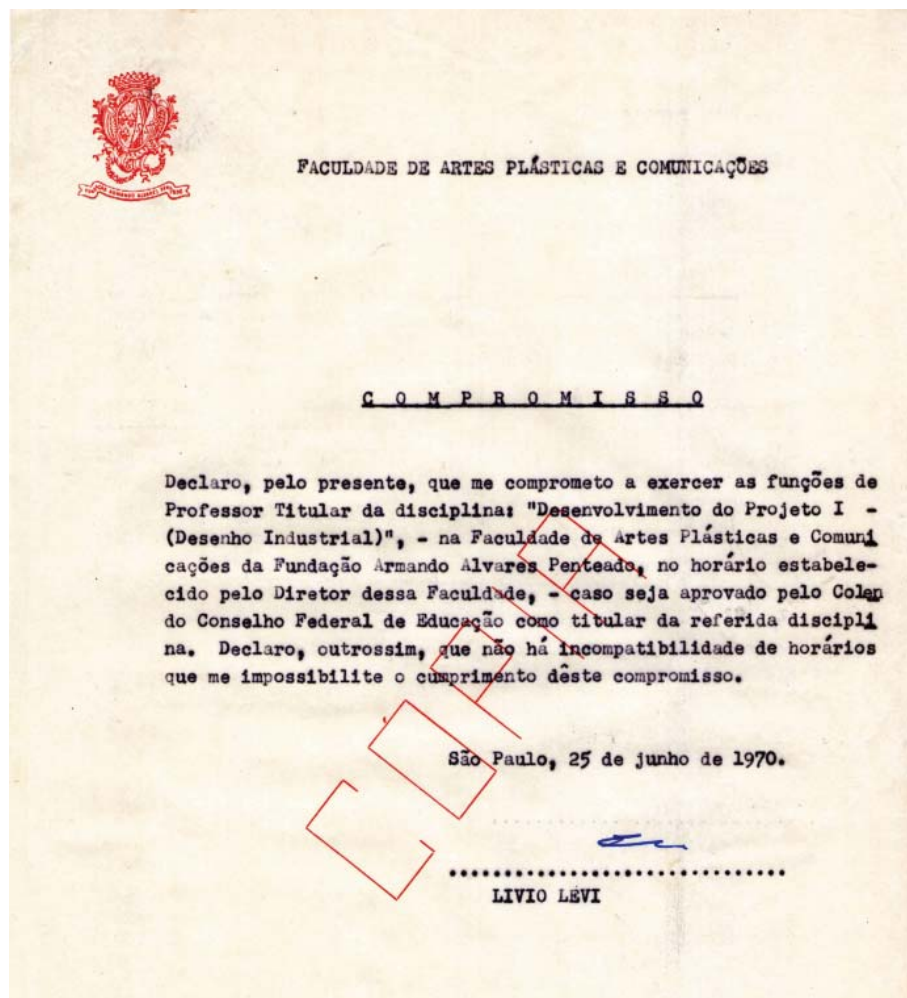 FACULDADE DE ARTES PLÁSTICAS E COMUNICAÇÕES
C O M P R O M I S S O
Declaro, pelo presente, que me comprometo a exercer as funções de
Professor Titular da disciplina: "Desenvolvimento do Projeto I -
(Desenho Industrial)", - na Faculdade de Artes Plásticas e Comuni
cações da Fundação Armando Alvares Penteado, no horário estabele-
cido pelo Diretor dessa Faculdade, - caso seja aprovado pelo Colen
do Conselho Federal de Educação como titular da referida discipli
na. Declaro, outrossim, que não há incompatibilidade de horários
que me impossibilite o cumprimento dêste compromisso.
CÓPIA
São Paulo, 25 de junho de 1970.
LIVIO LÉVI